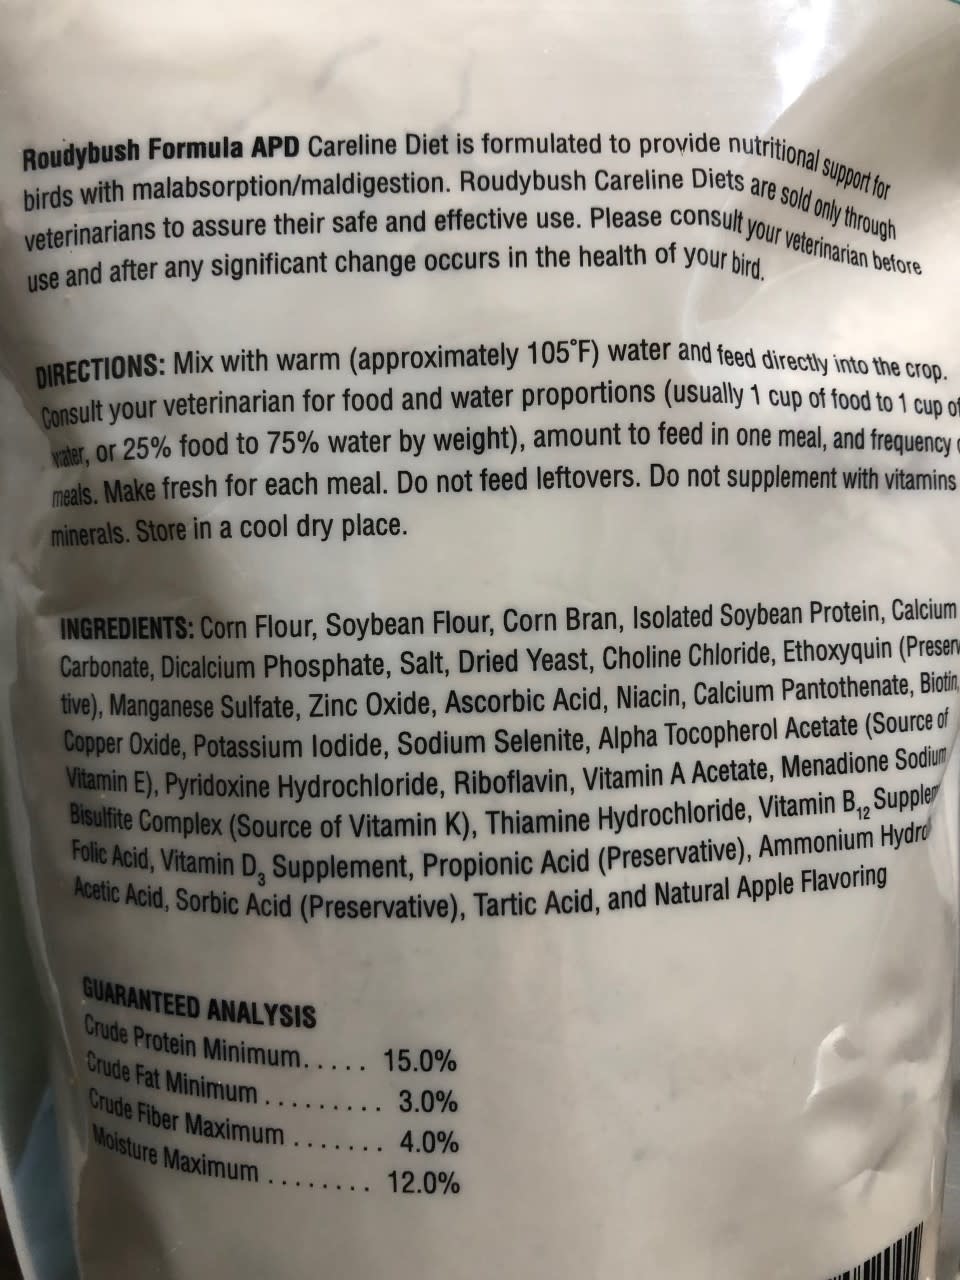 Roudybush Formula APD Careline Diet is formulated to provide nutritional support for
birds with malabsorption/maldigestion. Roudybush Careline Diets are sold only through
veterinarians to assure their safe and effective use. Please consult your veterinarian before
use and after any significant change occurs in the health of your bird.
DIRECTIONS: Mix with warm (approximately 105°F) water and feed directly into the crop.
Consult your veterinarian for food and water proportions (usually 1 cup of food to 1 cup of
water, or 25% food to 75% water by weight), amount to feed in one meal, and frequency
meals. Make fresh for each meal. Do not feed leftovers. Do not supplement with vitamins
minerals. Store in a cool dry place.
INGREDIENTS: Corn Flour, Soybean Flour, Corn Bran, Isolated Soybean Protein, Calcium
Carbonate, Dicalcium Phosphate, Salt, Dried Yeast, Choline Chloride, Ethoxyquin (Preserv
tive), Manganese Sulfate, Zinc Oxide, Ascorbic Acid, Niacin, Calcium Pantothenate, Biotin,
Copper Oxide, Potassium Iodide, Sodium Selenite, Alpha Tocopherol Acetate (Source of
Vitamin E), Pyridoxine Hydrochloride, Riboflavin, Vitamin A Acetate, Menadione Sodium
Bisulfite Complex (Source of Vitamin K), Thiamine Hydrochloride, Vitamin B12 Supplem
Folic Acid, Vitamin D3 Supplement, Propionic Acid (Preservative), Ammonium Hydro
Acetic Acid, Sorbic Acid (Preservative), Tartic Acid, and Natural Apple Flavoring
GUARANTEED ANALYSIS
Crude Protein Minimum. . . . . 15.0%
Crude Fat Minimum . . . . . . . . . 3.0%
Crude Fiber Maximum . . . . . . . 4.0%
Moisture Maximum . . . . . . . . 12.0%